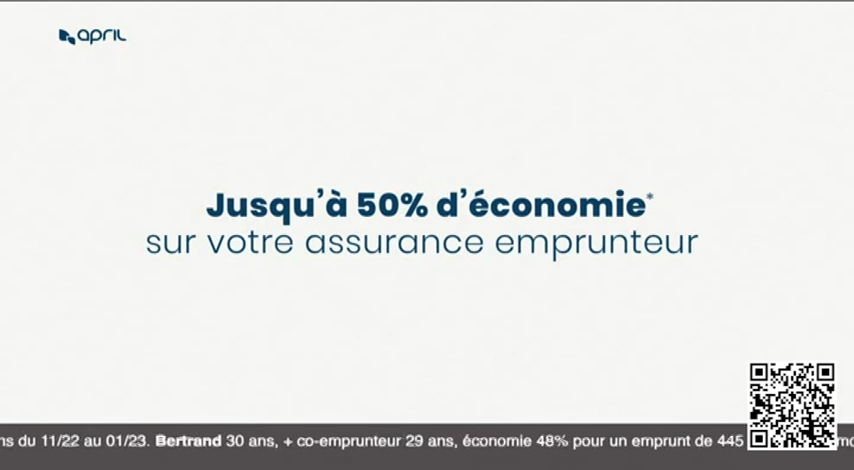 april
Jusqu’à 50% d’économie*
sur votre assurance emprunteur
du 11/22 au 01/23. Bertrand 30 ans, + co-emprunteur 29 ans, économie 48% pour un emprunt de 445